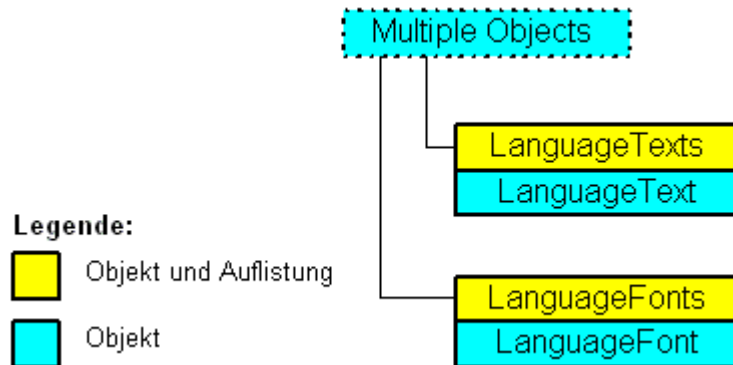 Multiple Objects
LanguageTexts
LanguageText
Legende:
Objekt und Auflistung
Objekt
LanguageFonts
LanguageFont